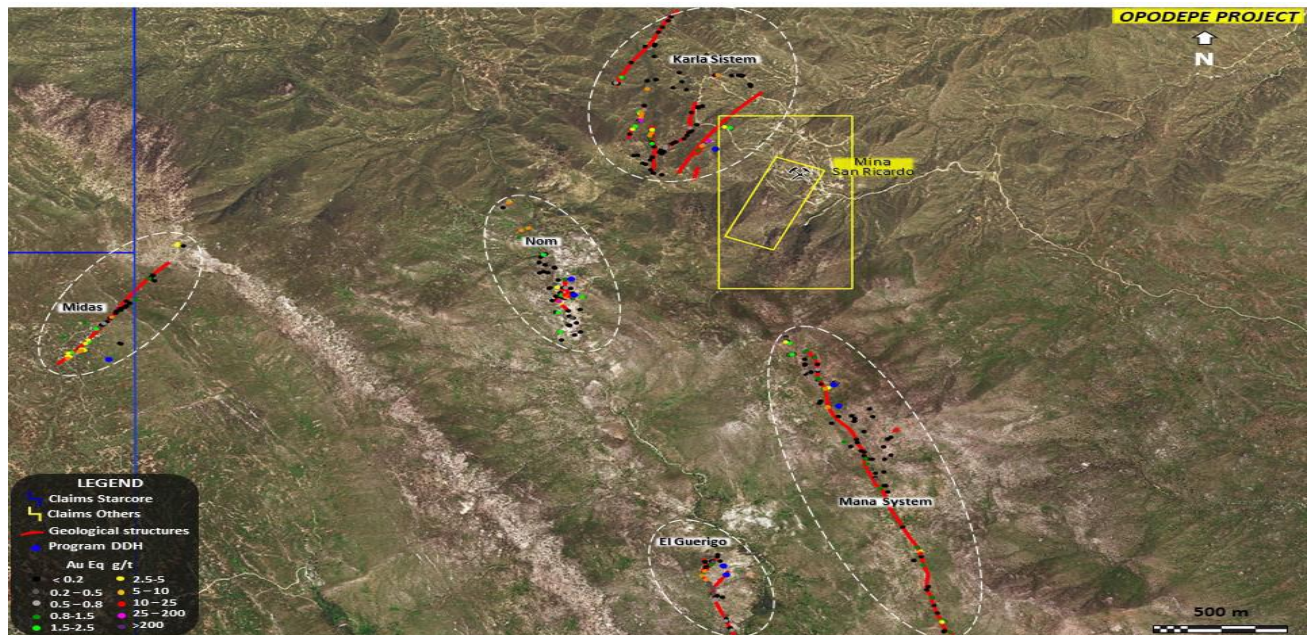 OPODEPE PROJECT
N
Karla Sistem
Mina
San Ricardo
Nom
Midas
Mana System
El Guerigo
LEGEND
Claims Starcore
Claims Others
Geological structures
Program DDH
Au Eq g/t
< 0.2
0.2 – 0.5
0.5 – 0.8
0.8-1.5
1.5-2.5
2.5-5
5 – 10
10 – 25
25 – 200
>200
500 m